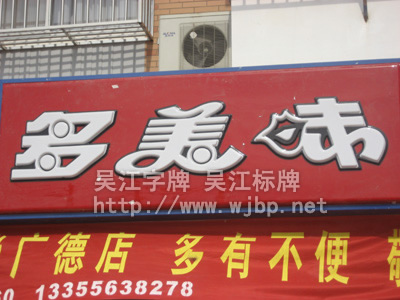 多美味
吴江字牌 吴江标牌
http://www.wjbp.net
广德店 多有不便
13355638278